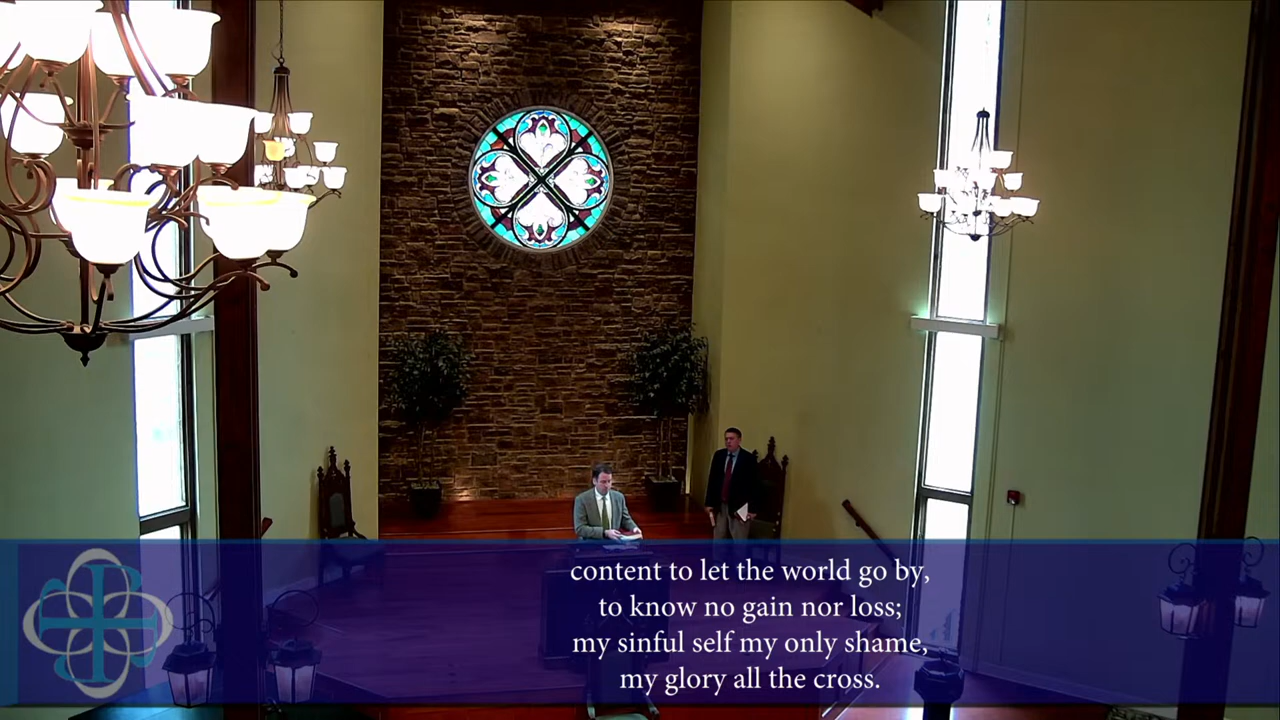 content to let the world go by,
to know no gain nor loss;
my sinful self my only shame,
my glory all the cross.